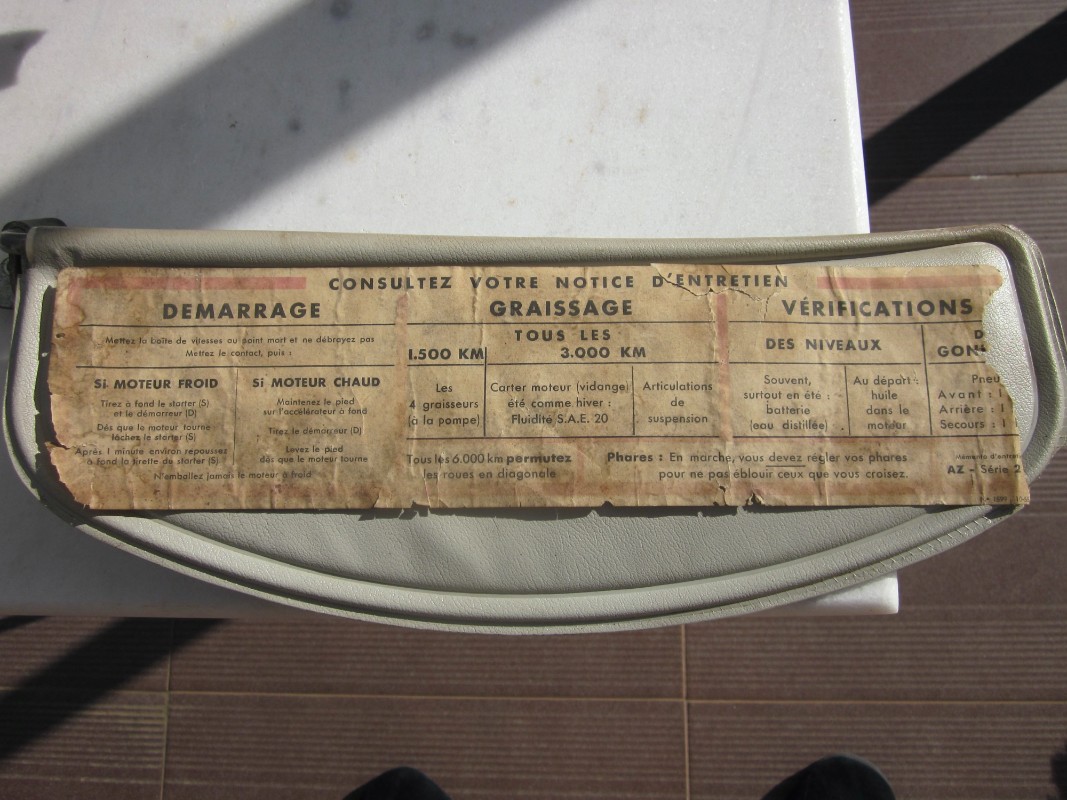 CONSULTEZ VOTRE NOTICE D'ENTRETIEN
DEMARRAGE
Mettez la boîte de vitesses au point mort et ne débrayez pas
Mettez le contact, puis :
Si MOTEUR FROID
Tirez à fond le starter (S)
et le démarreur (D)
Dès que le moteur tourne
lâchez le starter (S)
Après 1 minute environ repoussez
à fond la tirette du starter (S)
Si MOTEUR CHAUD
Maintenez le pied
sur l'accélérateur à fond
Tirez le démarreur (D)
Levez le pied
dès que le moteur tourne
N'emballez jamais le moteur à froid
GRAISSAGE
TOUS LES
1.500 KM
3.000 KM
Les
4 graisseurs
(à la pompe)
Carter moteur (vidange)
été comme hiver :
Fluidité S.A.E. 20
Articulations
de
suspension
Tous les 6.000 km permutez
les roues en diagonale
Phares : En marche, vous devez régler vos phares
pour ne pas éblouir ceux que vous croisez.
VÉRIFICATIONS
DES NIVEAUX
Souvent,
surtout en été :
batterie
(eau distillée)
Au départ :
huile
dans le
moteur
D
GON
Pneu
Avant : 1
Arrière : 1
Secours : 1
AZ - Série 2